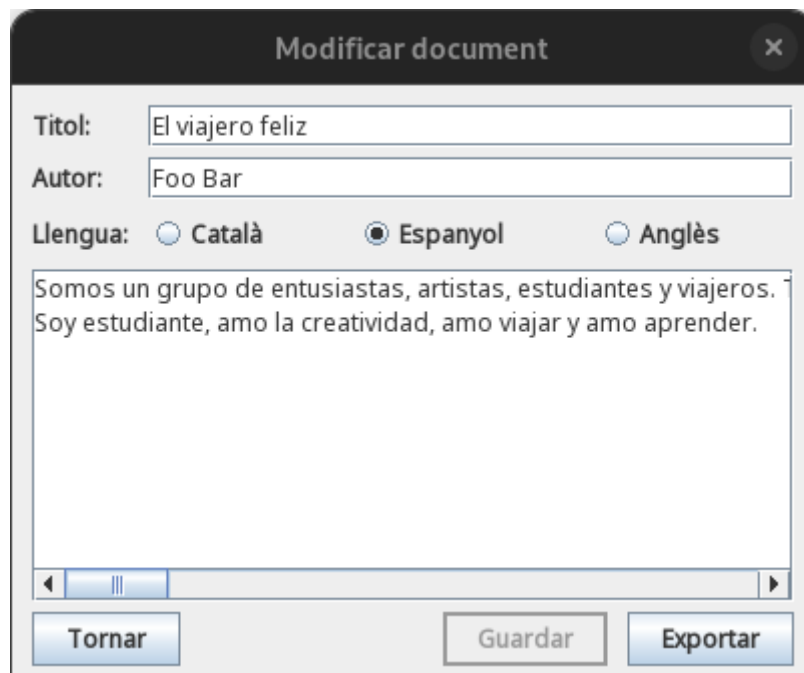 Modificar document
Titol: El viajero feliz
Autor: Foo Bar
Llengua: Català Espanyol Anglès
Somos un grupo de entusiastas, artistas, estudiantes y viajeros.
Soy estudiante, amo la creatividad, amo viajar y amo aprender.
Tornar Guardar Exportar